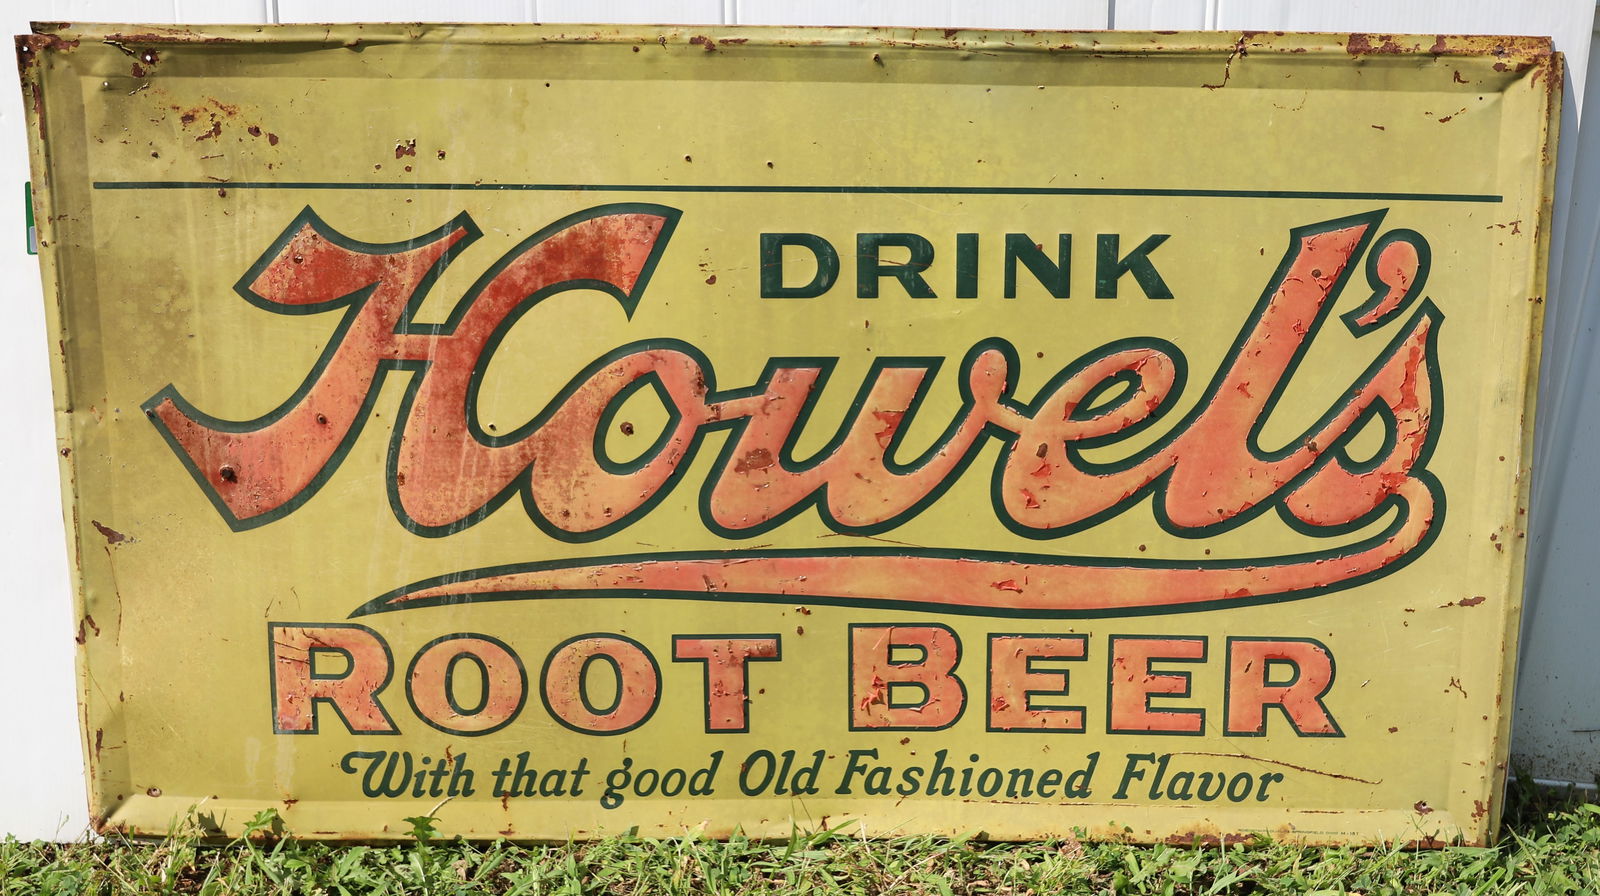 DRINK
Howel's
ROOT BEER
With that good Old Fashioned Flavor